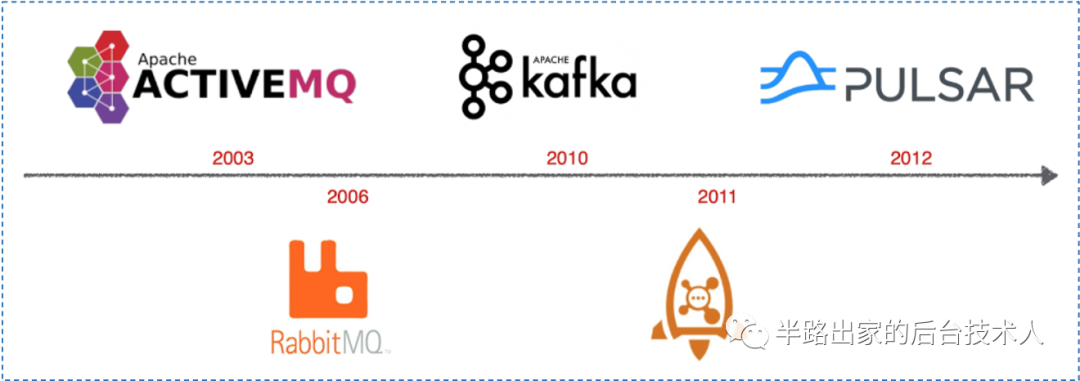 Apache
ACTIVEMQ
APACHE
kafka
PULSAR
2003
2010
2012
2006
2011
RabbitMQ
TM
半路出家的后台技术人